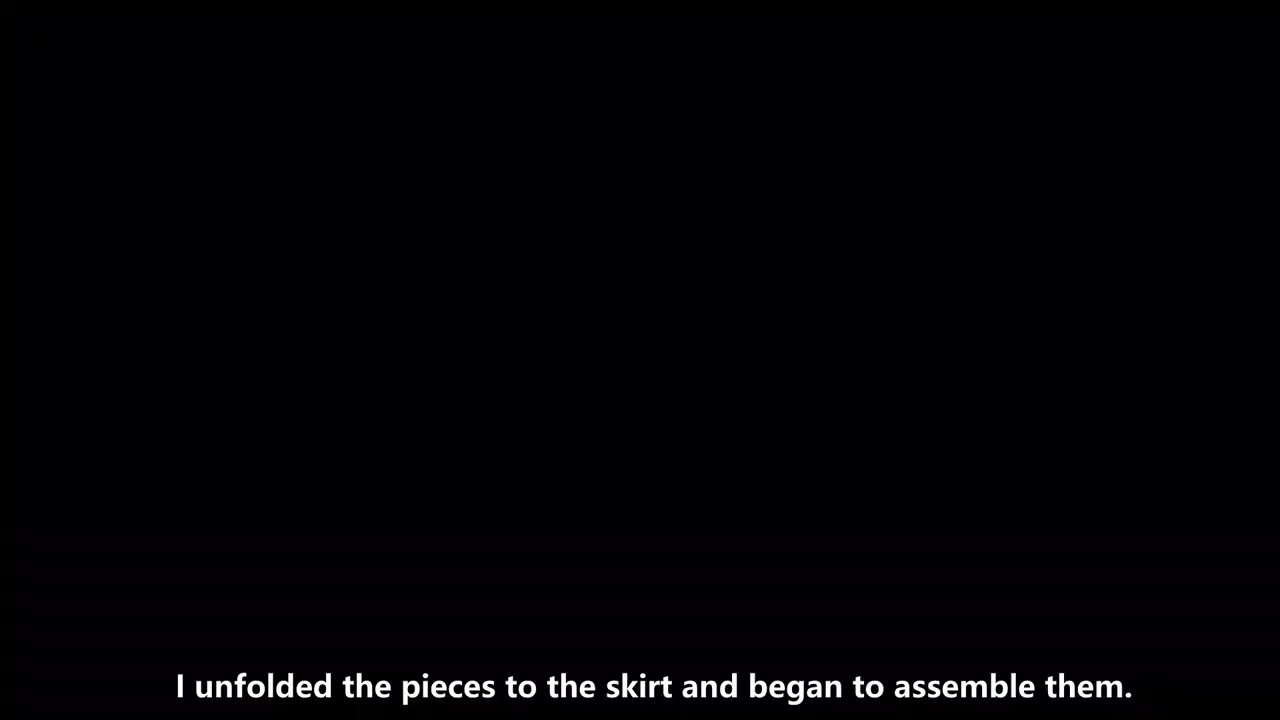 I unfolded the pieces to the skirt and began to assemble them.